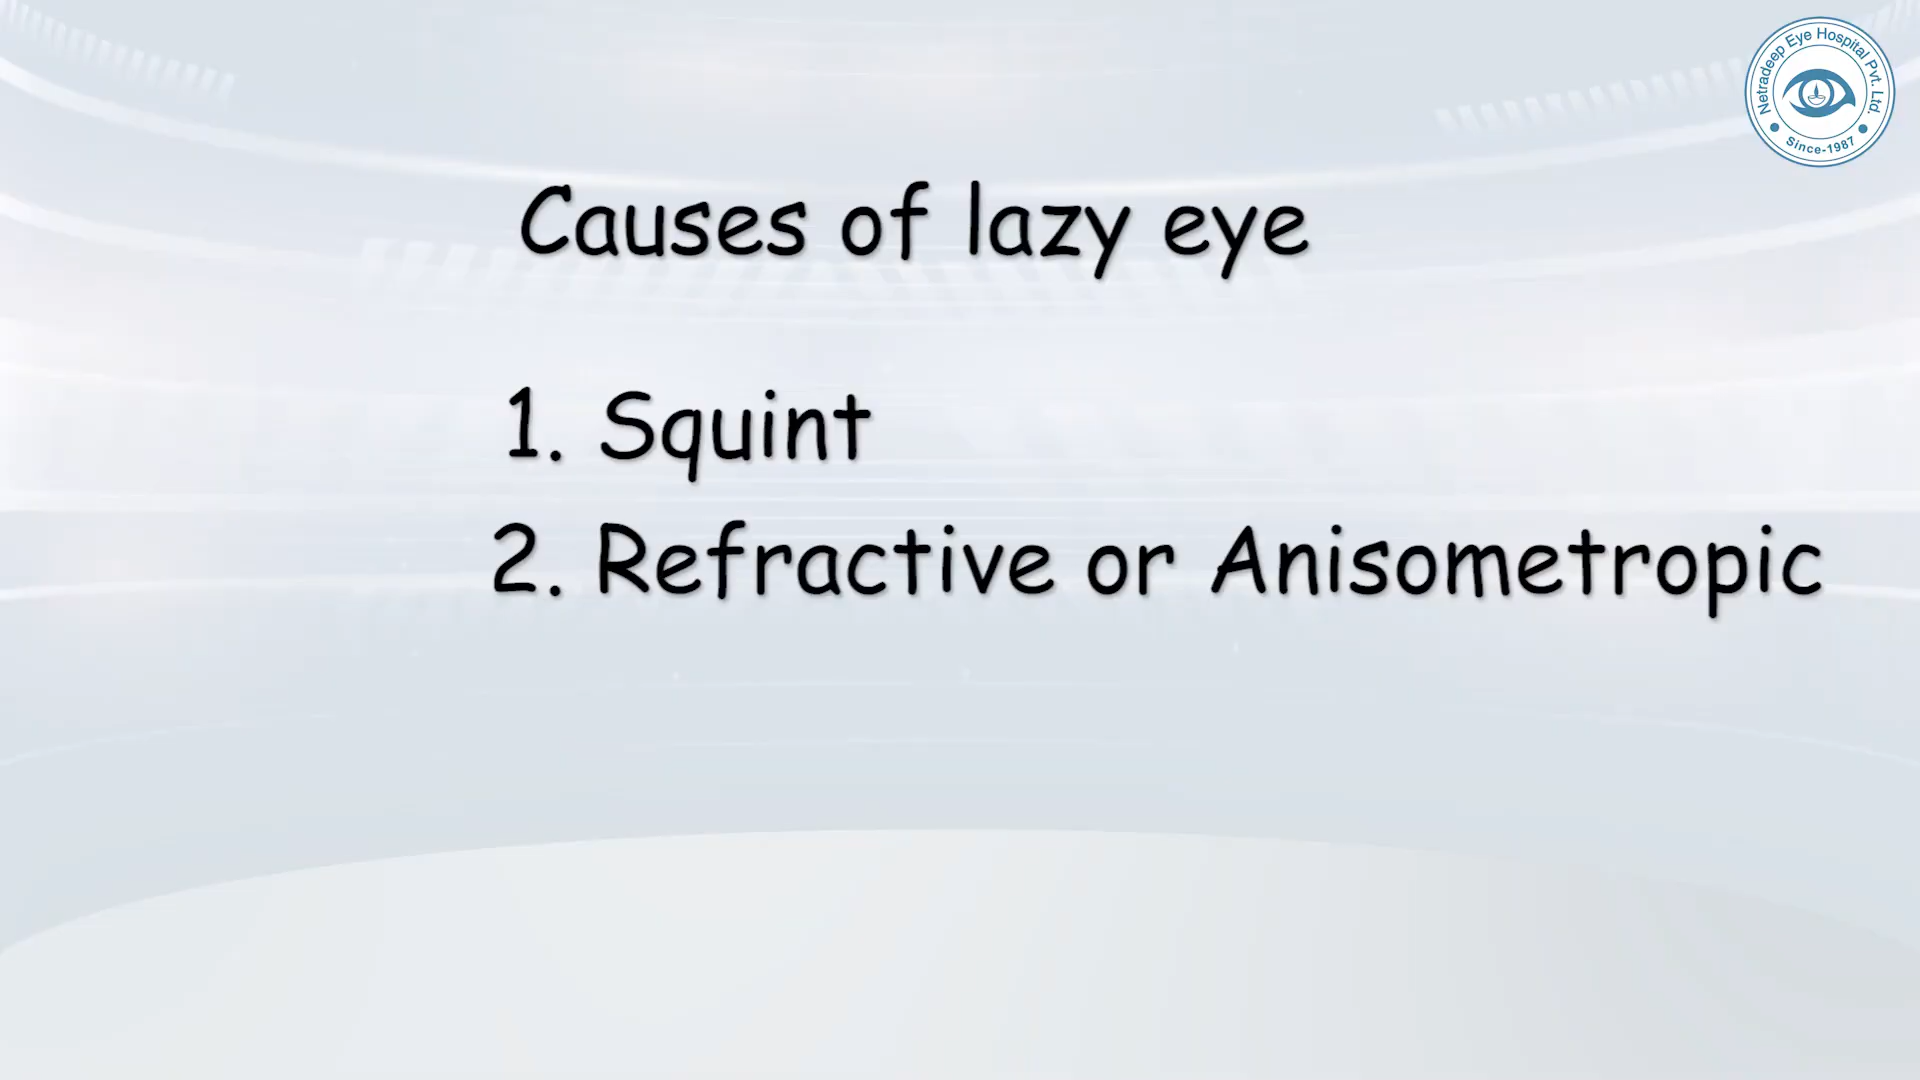 Netradeep Eye Hospital Pvt. Ltd.
Since-1987
Causes of lazy eye
1. Squint
2. Refractive or Anisometropic